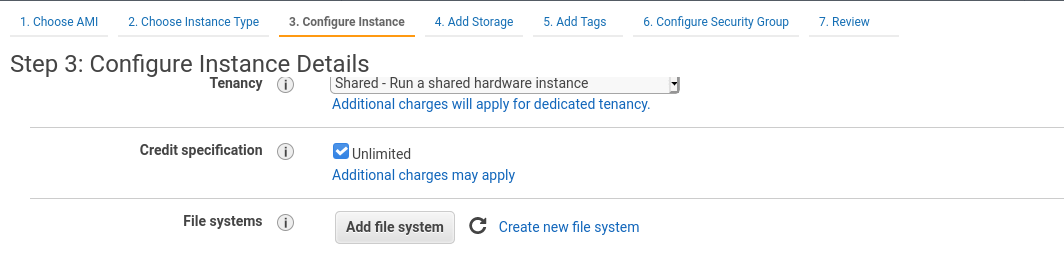 1. Choose AMI 2. Choose Instance Type 3. Configure Instance 4. Add Storage 5. Add Tags 6. Configure Security Group 7. Review
Step 3: Configure Instance Details
Tenancy i Shared - Run a shared hardware instance
Additional charges will apply for dedicated tenancy.
Credit specification i Unlimited
Additional charges may apply
File systems i Add file system Create new file system